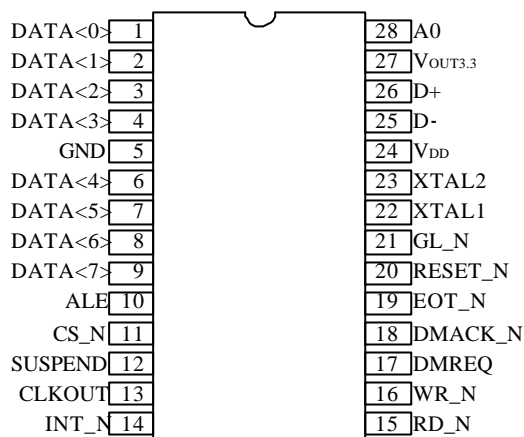 DATA<0> 1 28 A0
DATA<1> 2 27 VOUT3.3
DATA<2> 3 26 D+
DATA<3> 4 25 D-
GND 5 24 VDD
DATA<4> 6 23 XTAL2
DATA<5> 7 22 XTAL1
DATA<6> 8 21 GL_N
DATA<7> 9 20 RESET_N
ALE 10 19 EOT_N
CS_N 11 18 DMACK_N
SUSPEND 12 17 DMREQ
CLKOUT 13 16 WR_N
INT_N 14 15 RD_N